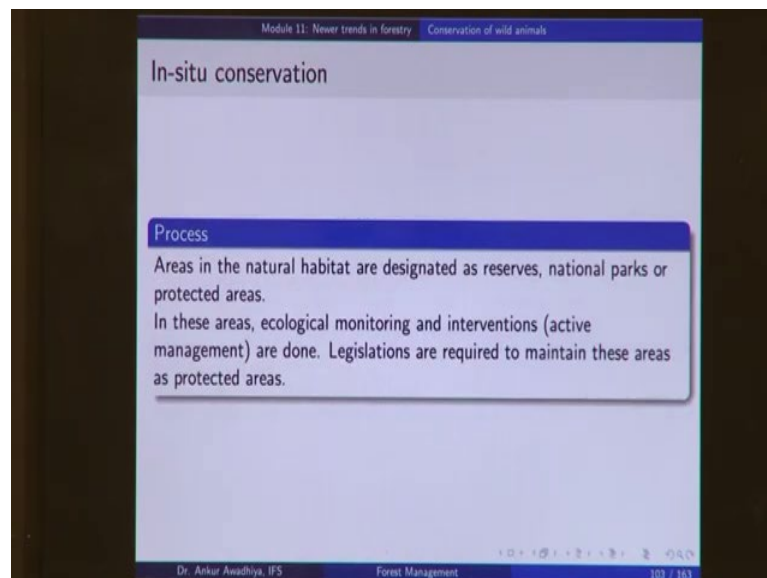 Module 11: Newer trends in forestry Conservation of wild animals
In-situ conservation
Process
Areas in the natural habitat are designated as reserves, national parks or
protected areas.
In these areas, ecological monitoring and interventions (active
management) are done. Legislations are required to maintain these areas
as protected areas.
Dr. Ankur Awadhiya, IFS Forest Management 103 / 163